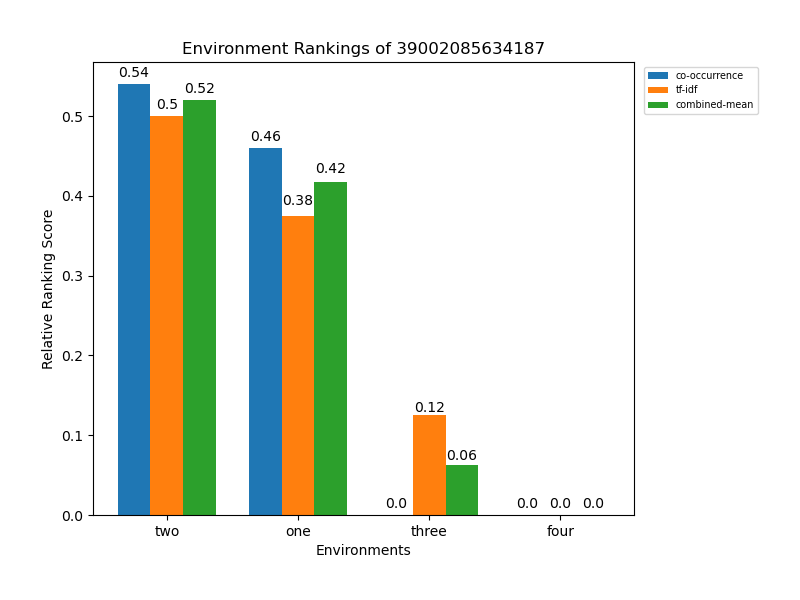 Environment Rankings of 39002085634187
co-occurrence
tf-idf
combined-mean
Relative Ranking Score
0.5
0.4
0.3
0.2
0.1
0.0
0.54
0.5
0.52
0.46
0.38
0.42
0.0
0.12
0.06
0.0
0.0
0.0
two
one
three
four
Environments